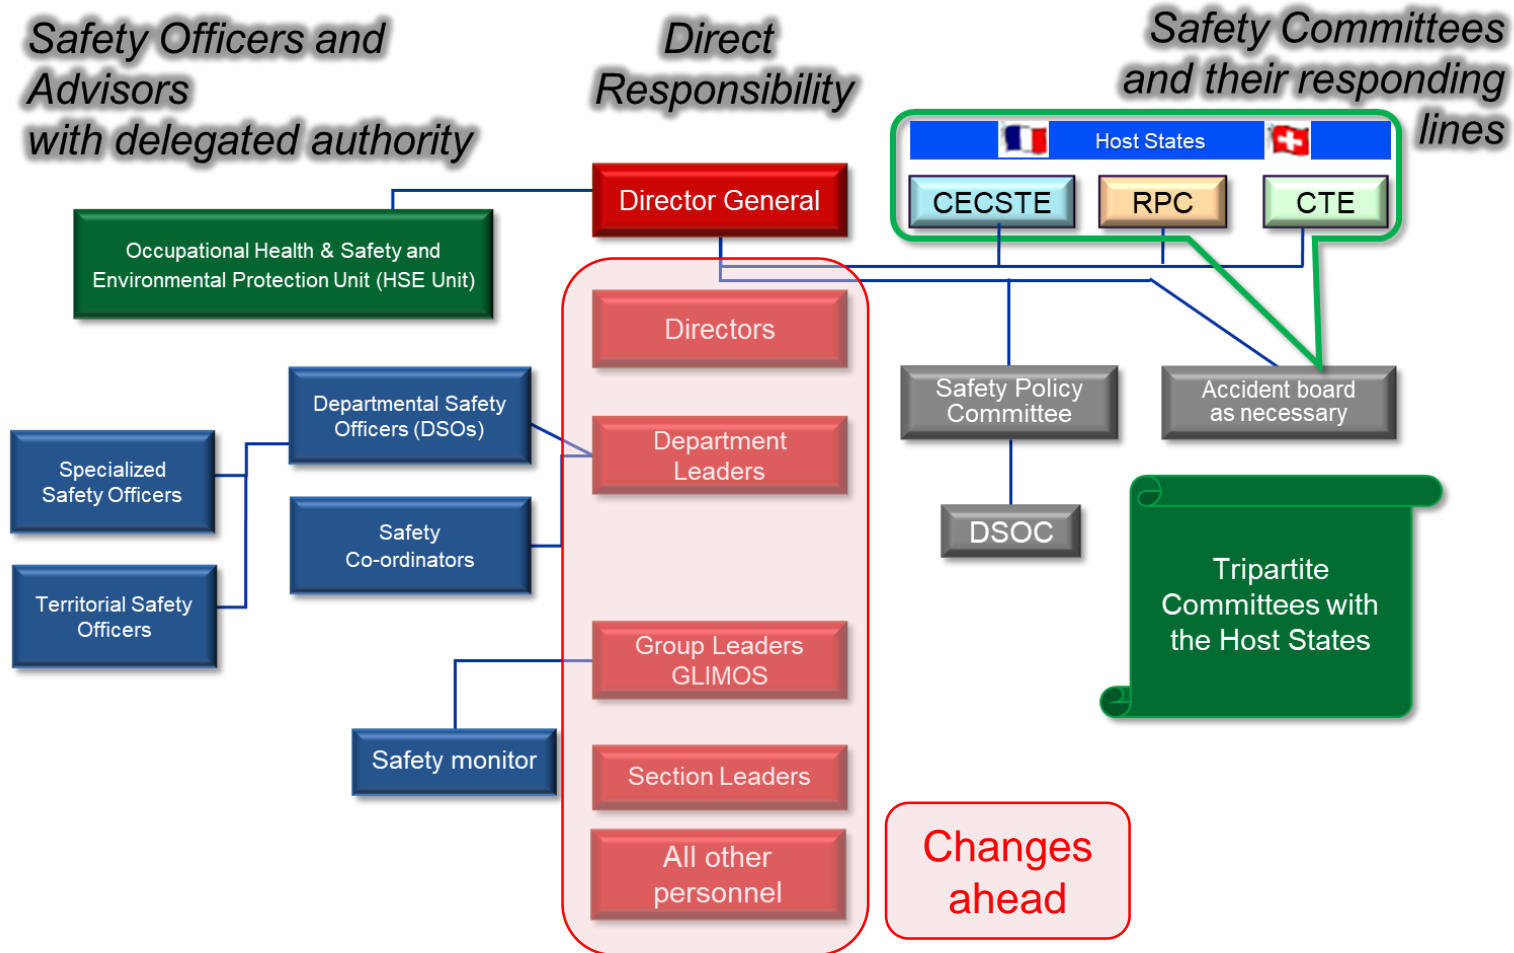 Safety Officers and
Advisors
with delegated authority
Direct
Responsibility
Safety Committees
and their responding
lines
Host States
CECSTE
RPC
CTE
Director General
Occupational Health & Safety and
Environmental Protection Unit (HSE Unit)
Directors
Departmental Safety
Officers (DSOs)
Department
Leaders
Safety Policy
Committee
Accident board
as necessary
Specialized
Safety Officers
Safety
Co-ordinators
DSOC
Territorial Safety
Officers
Tripartite
Committees with
the Host States
Group Leaders
GLIMOS
Safety monitor
Section Leaders
All other
personnel
Changes
ahead